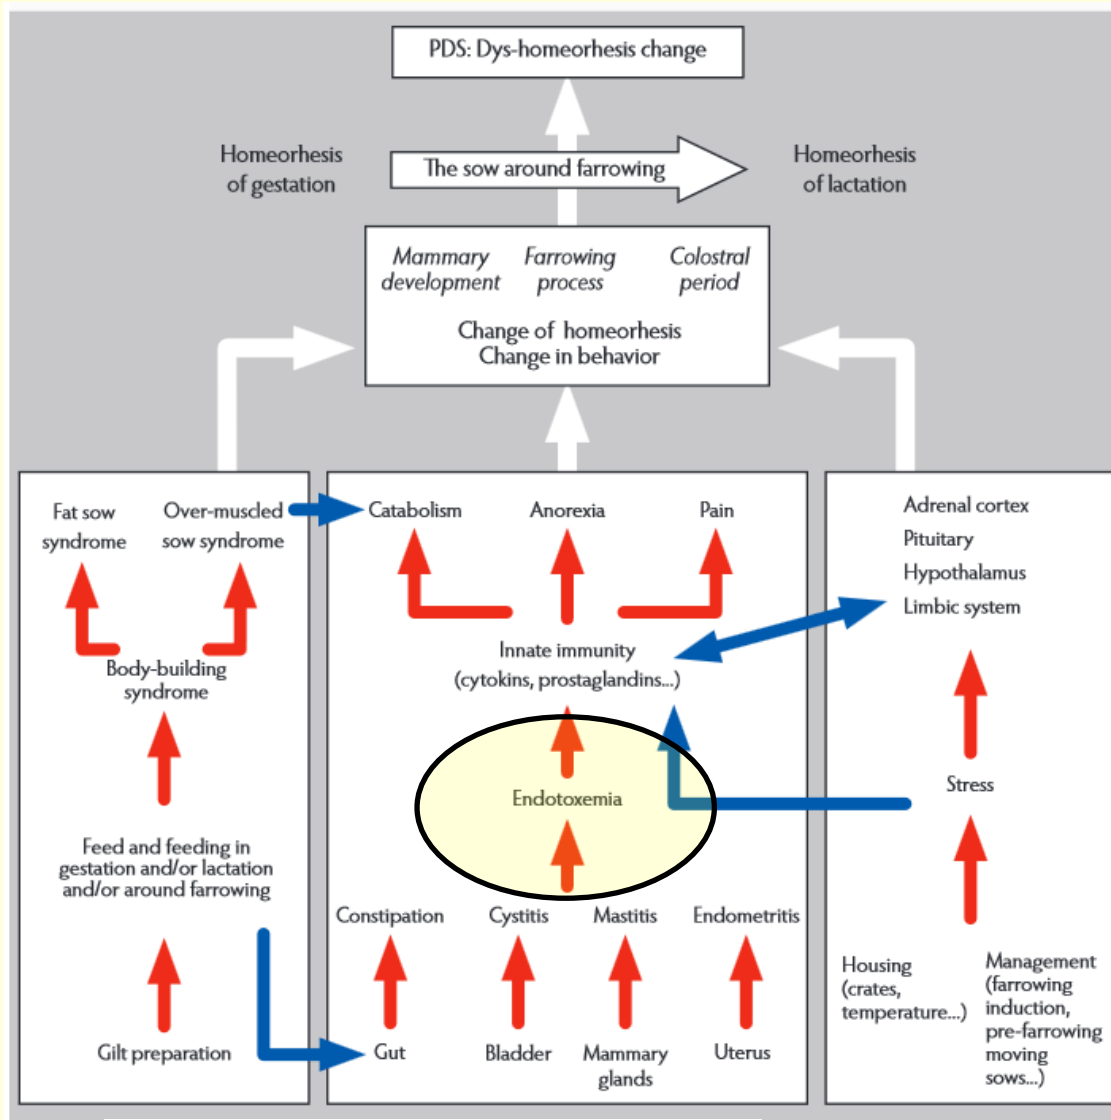 PDS: Dys-homeorhesis change
Homeorhesis
of gestation
The sow around farrowing
Homeorhesis
of lactation
Mammary
development
Farrowing
process
Colostral
period
Change of homeorhesis
Change in behavior
Fat sow
syndrome
Over-muscled
sow syndrome
Body-building
syndrome
Feed and feeding in
gestation and/or lactation
and/or around farrowing
Gilt preparation
Catabolism
Anorexia
Pain
Innate immunity
(cytokins, prostaglandins...)
Endotoxemia
Constipation
Cystitis
Mastitis
Endometritis
Gut
Bladder
Mammary
glands
Uterus
Adrenal cortex
Pituitary
Hypothalamus
Limbic system
Stress
Housing
(crates,
temperature...)
Management
(farrowing
induction,
pre-farrowing
moving
sows...)